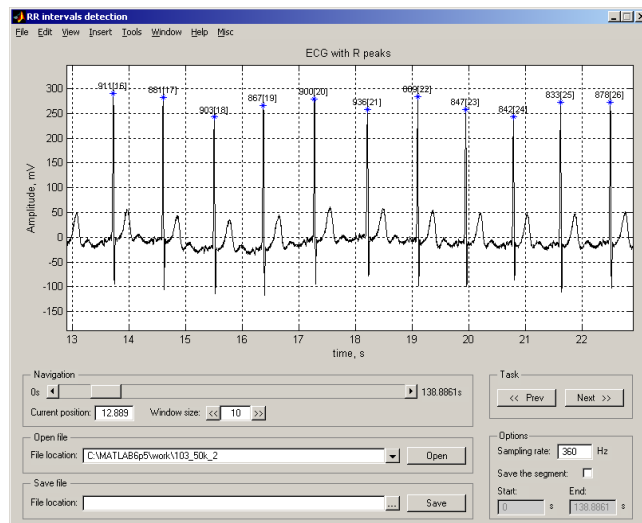 RR intervals detection
File Edit View Insert Tools Window Help Misc
ECG with R peaks
911[16] 881[17] 903[18] 867[19] 900[20] 936[21] 889[22] 847[23] 842[24] 833[25] 878[26]
300
250
200
150
100
50
0
-50
-100
-150
Amplitude, mV
13 14 15 16 17 18 19 20 21 22
time, s
Navigation
0s 138.8861s
Current position: 12.889 Window size: << 10 >>
Task
<< Prev Next >>
Open file
File location: C:\MATLAB6p5\work\103_50k_2 Open
Save file
File location: ... Save
Options
Sampling rate: 360 Hz
Save the segment:
Start: End:
0 s 138.8861 s